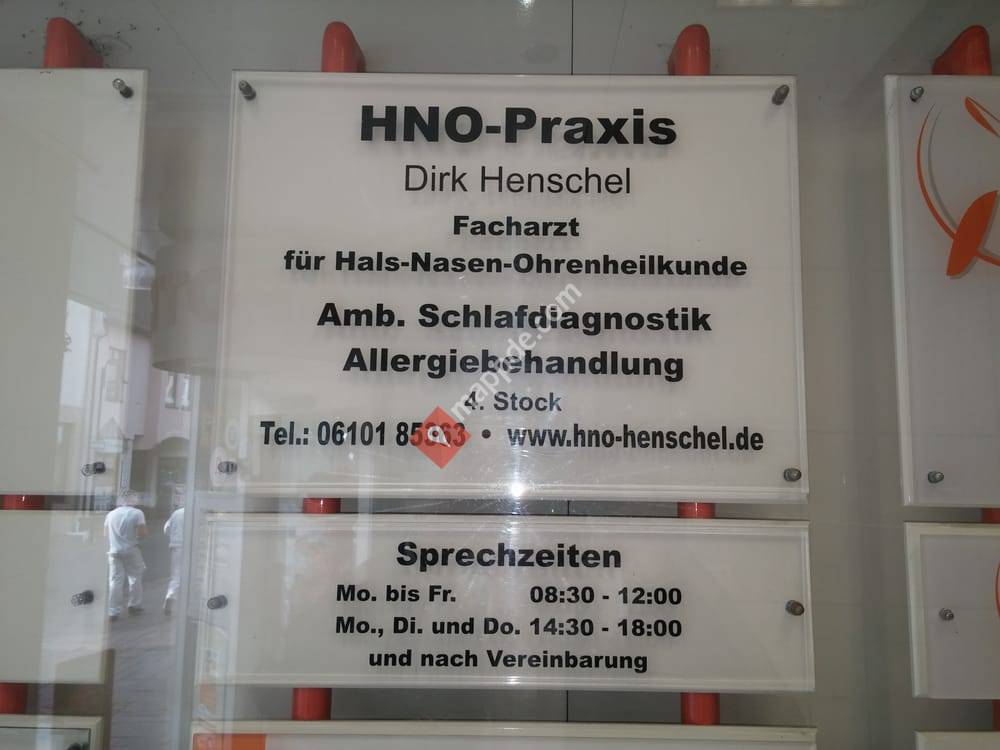 HNO-Praxis
Dirk Henschel
Facharzt
für Hals-Nasen-Ohrenheilkunde
Amb. Schlafdiagnostik
Allergiebehandlung
4. Stock
Tel.: 06101 • www.hno-henschel.de
mappde.com
Sprechzeiten
Mo. bis Fr. 08:30 - 12:00
Mo., Di. und Do. 14:30 - 18:00
und nach Vereinbarung